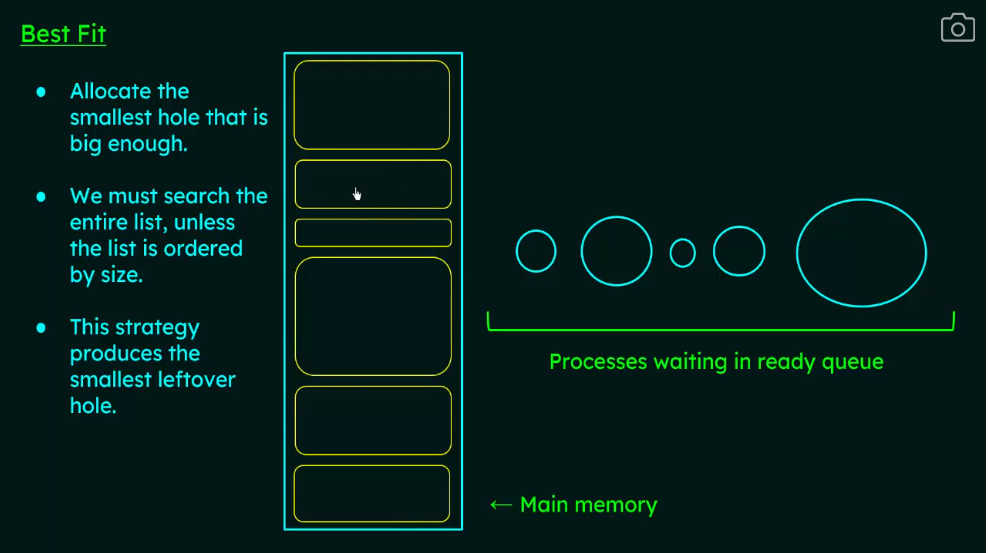 Best Fit
● Allocate the
smallest hole that is
big enough.
● We must search the
entire list, unless
the list is ordered
by size.
● This strategy
produces the
smallest leftover
hole.
Processes waiting in ready queue
← Main memory